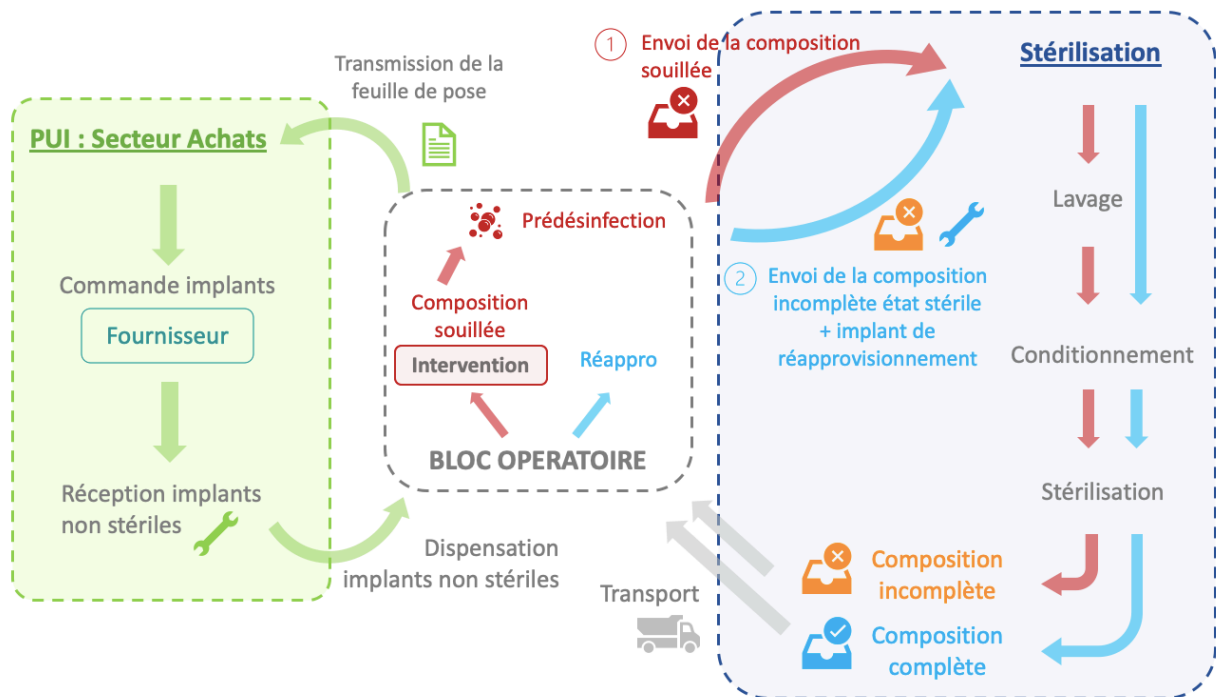 Transmission de la
feuille de pose
PUI : Secteur Achats
Commande implants
Fournisseur
Réception implants
non stériles
Dispensation
implants non stériles
Prédésinfection
Composition
souillée
Intervention
Réappro
BLOC OPERATOIRE
1 Envoi de la composition
souillée
2 Envoi de la composition
incomplète état stérile
+ implant de
réapprovisionnement
Stérilisation
Lavage
Conditionnement
Stérilisation
Composition
incomplète
Composition
complète
Transport